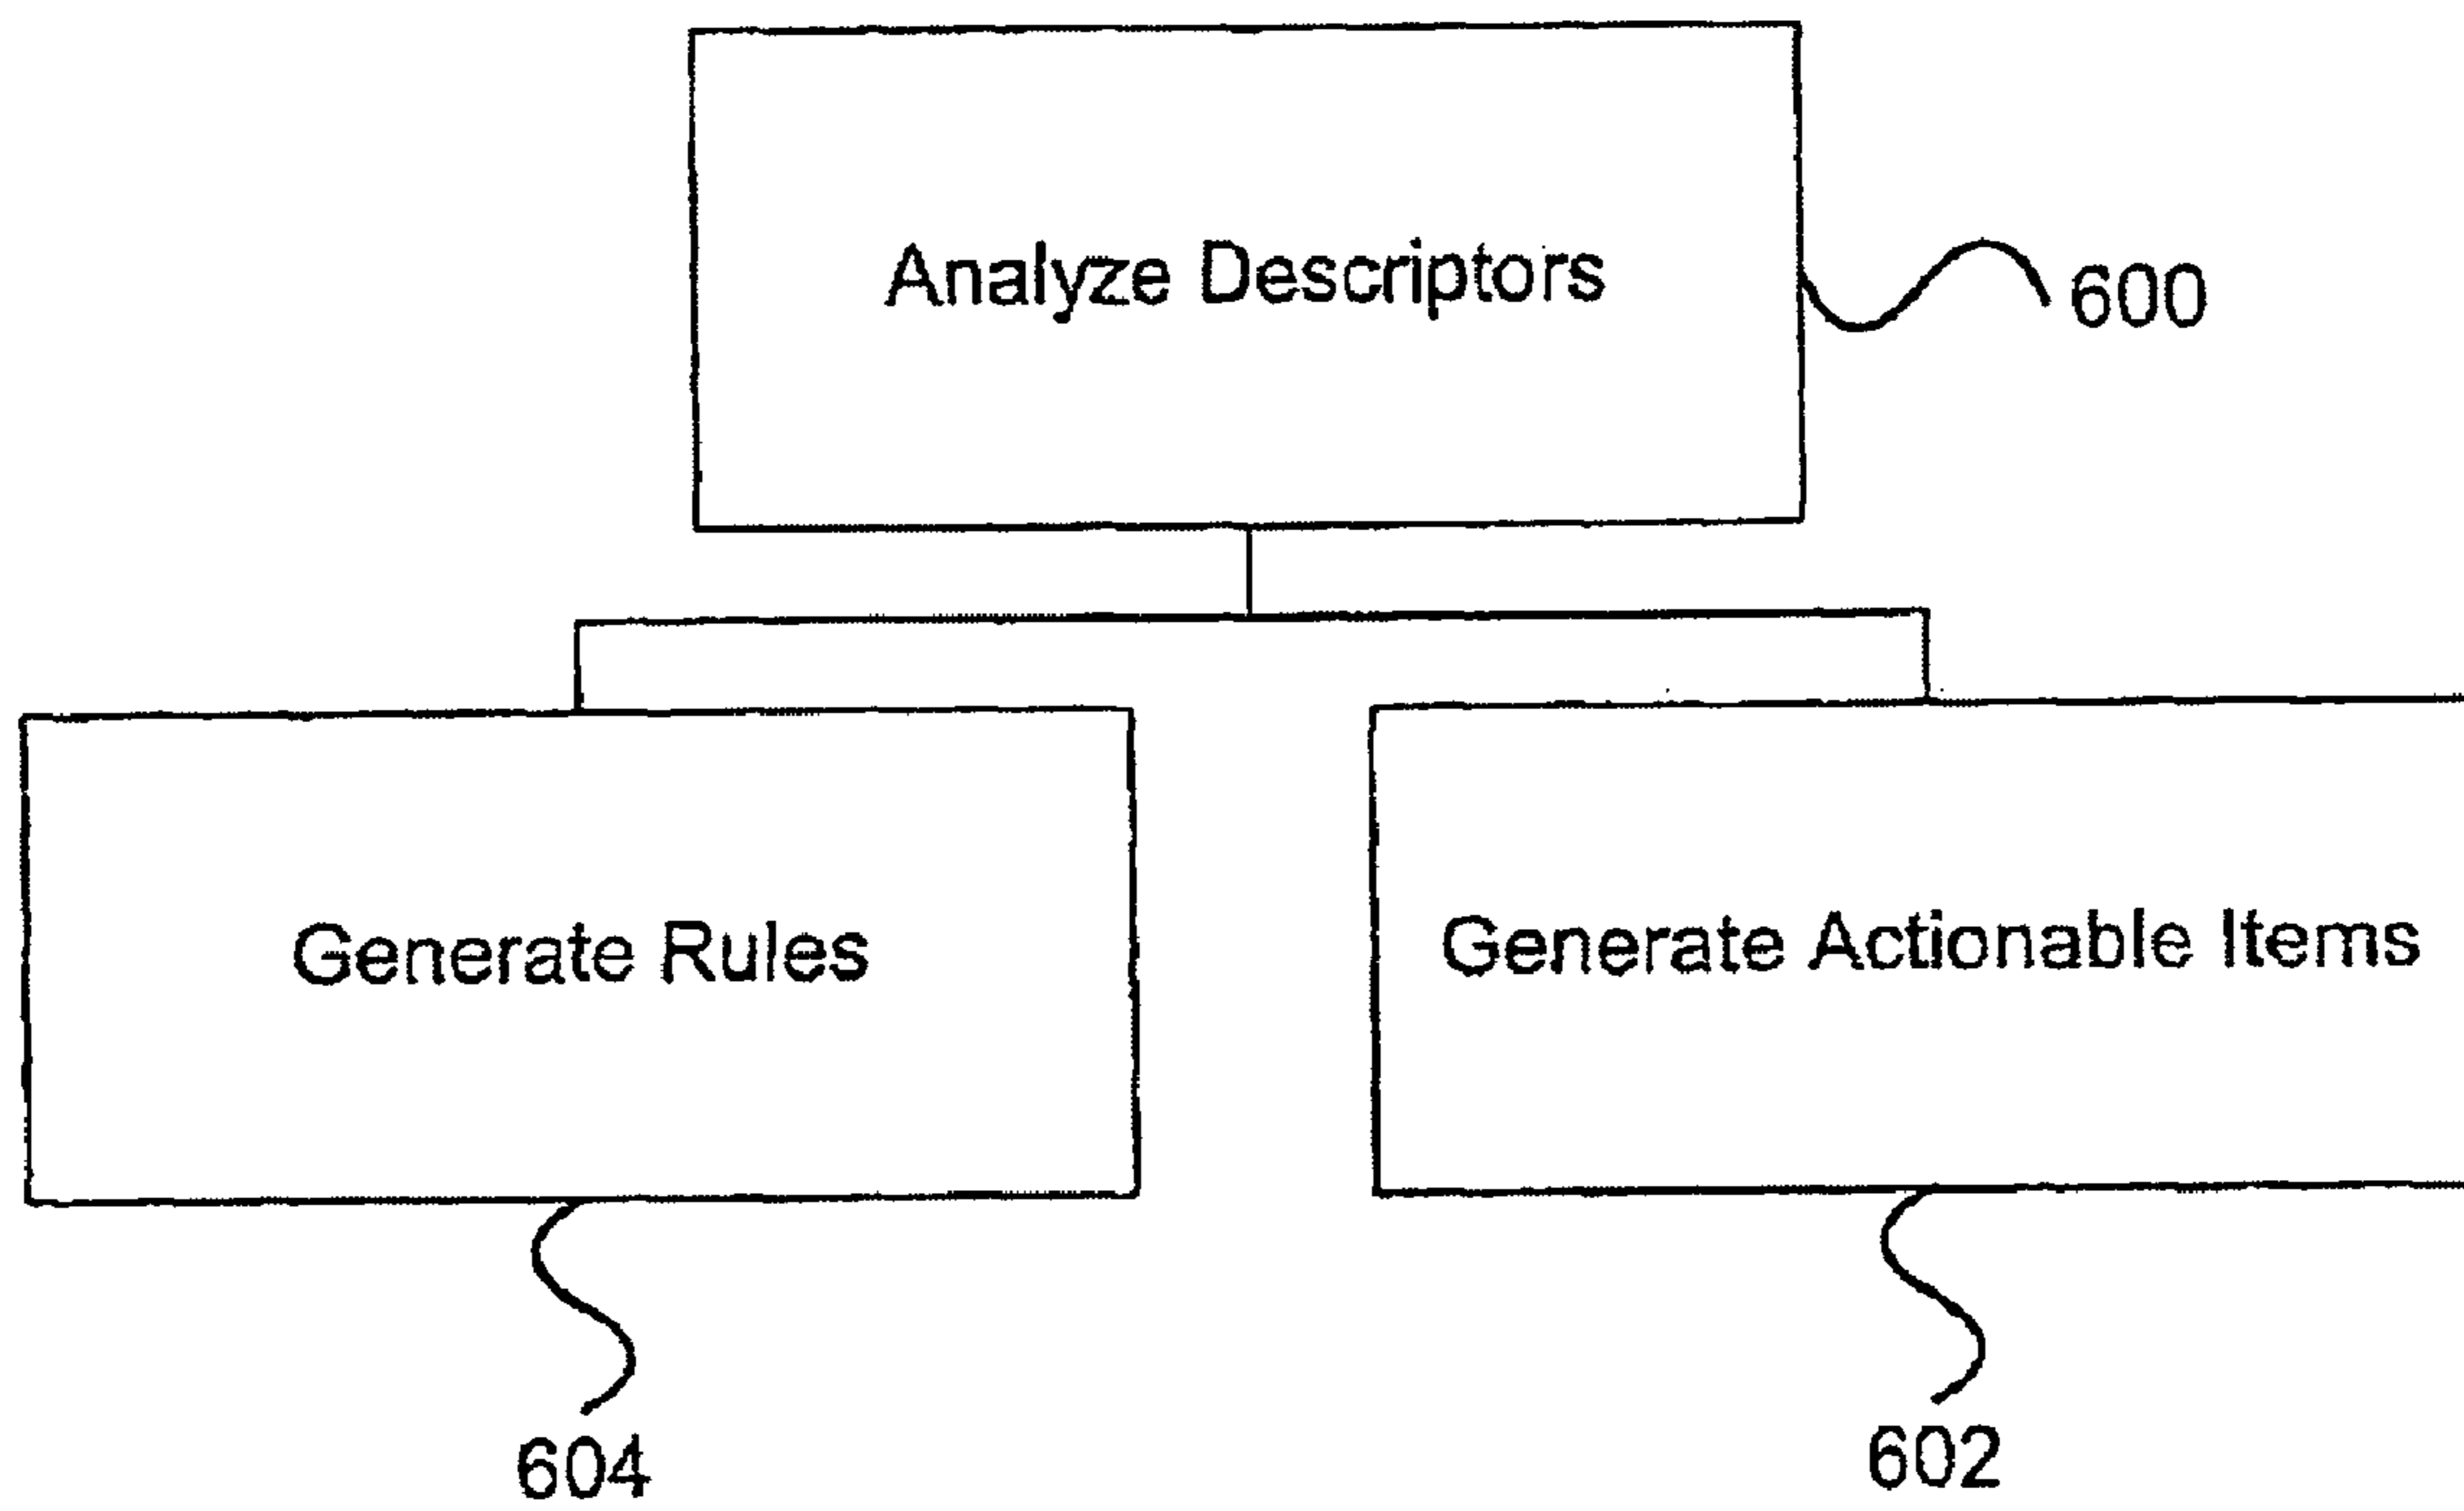 Analyze Descriptors
600
Generate Rules
Generate Actionable Items
604
602